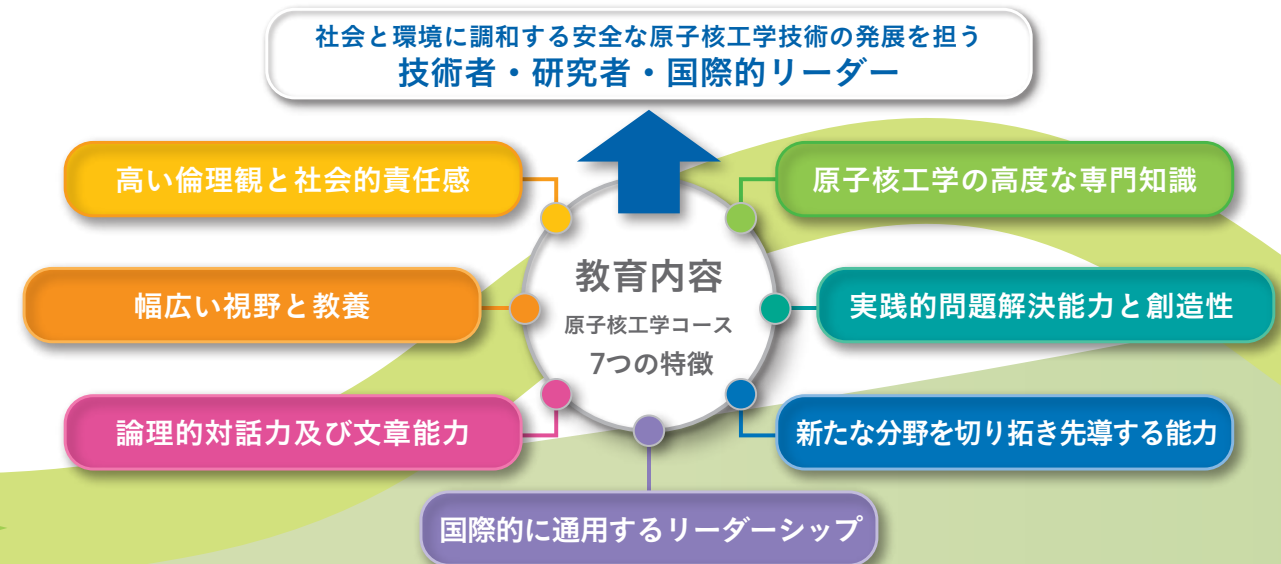 社会と環境に調和する安全な原子核工学技術の発展を担う
技術者・研究者・国際的リーダー
高い倫理観と社会的責任感
原子核工学の高度な専門知識
教育内容
原子核工学コース
7つの特徴
幅広い視野と教養
実践的問題解決能力と創造性
論理的対話力及び文章能力
新たな分野を切り拓き先導する能力
国際的に通用するリーダーシップ